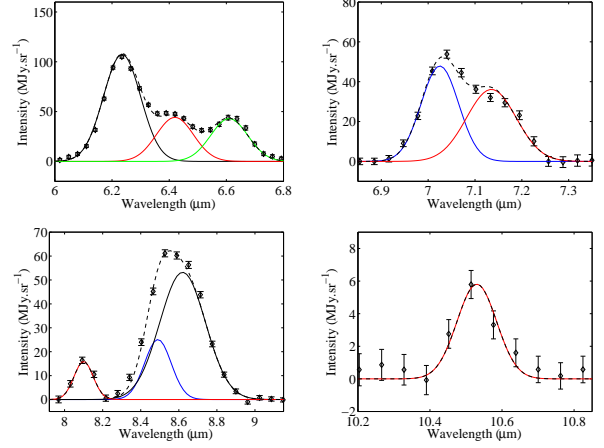 150
100
50
0
Intensity (MJy.sr⁻¹)
6 6.2 6.4 6.6 6.8
Wavelength (μm)
80
60
40
20
0
Intensity (MJy.sr⁻¹)
6.9 7 7.1 7.2 7.3
Wavelength (μm)
70
60
50
40
30
20
10
0
Intensity (MJy.sr⁻¹)
8 8.2 8.4 8.6 8.8 9
Wavelength (μm)
8
6
4
2
0
−2
Intensity (MJy.sr⁻¹)
10.2 10.4 10.6 10.8
Wavelength (μm)